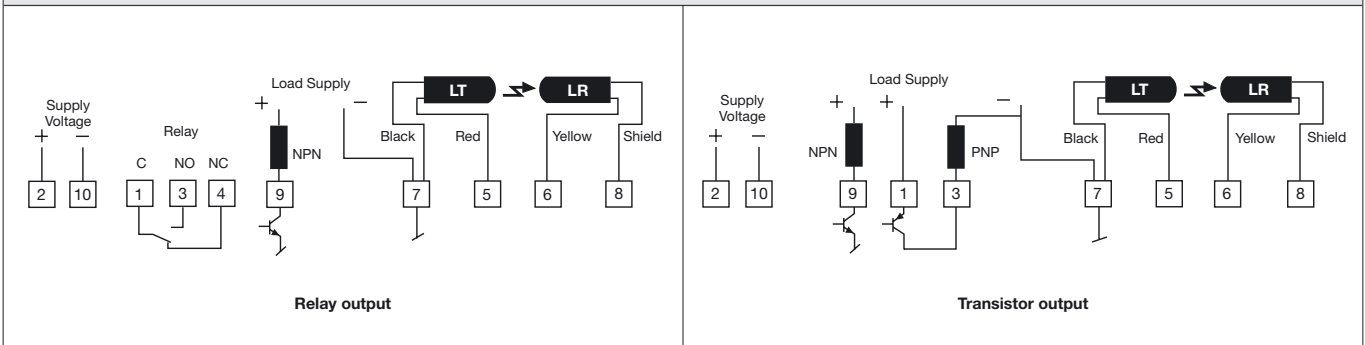 Load Supply
LT
LR
Supply
Voltage
+ −
Relay
+ −
Black Red Yellow Shield
C NO NC
NPN
2 10 1 3 4 9 7 5 6 8
Relay output
Load Supply
LT
LR
Supply
Voltage
+ −
+ + −
Black Red Yellow Shield
NPN
PNP
2 10 9 1 3 7 5 6 8
Transistor output